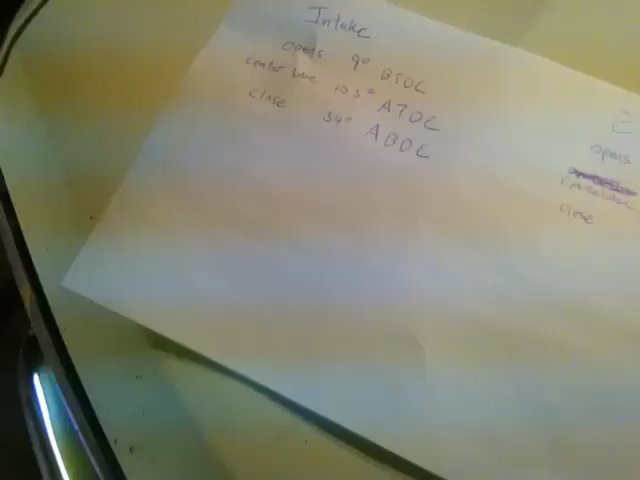 Intake
opens 9° BTDC
center line 103° ATDC
close 34° ABDC
E
opens
close